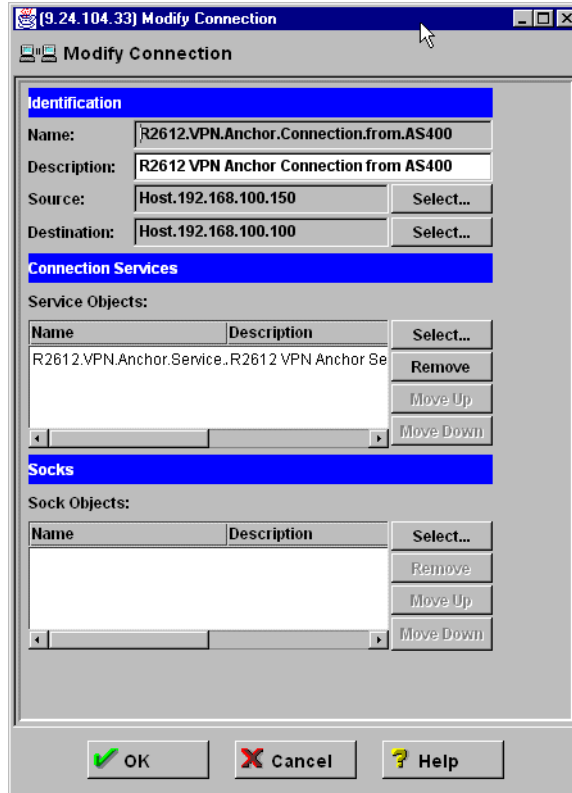 (9.24.104.33) Modify Connection
Modify Connection
Identification
Name: R2612.VPN.Anchor.Connection.from.AS400
Description: R2612 VPN Anchor Connection from AS400
Source: Host.192.168.100.150 Select...
Destination: Host.192.168.100.100 Select...
Connection Services
Service Objects:
Name Description Select...
R2612.VPN.Anchor.Service.. R2612 VPN Anchor Se Remove
Move Up
Move Down
Socks
Sock Objects:
Name Description Select...
Remove
Move Up
Move Down
OK Cancel ? Help